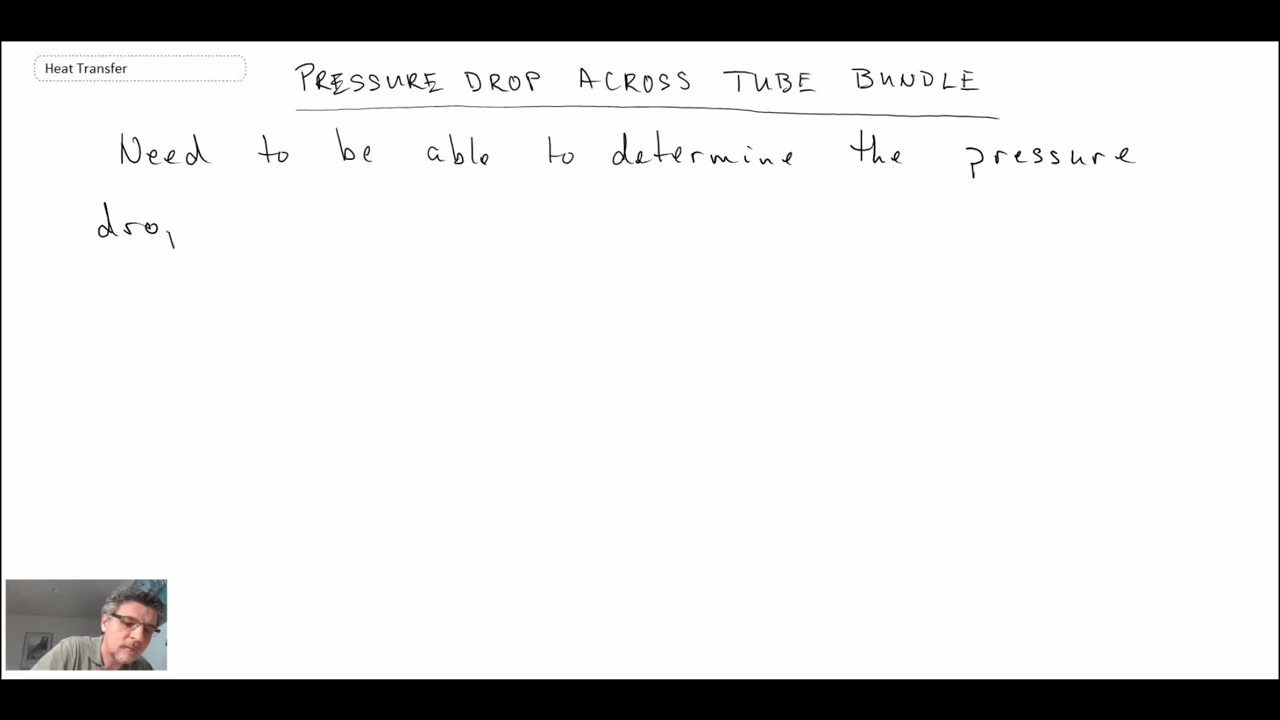 Heat Transfer
PRESSURE DROP ACROSS TUBE BUNDLE
Need to be able to determine the pressure
dro